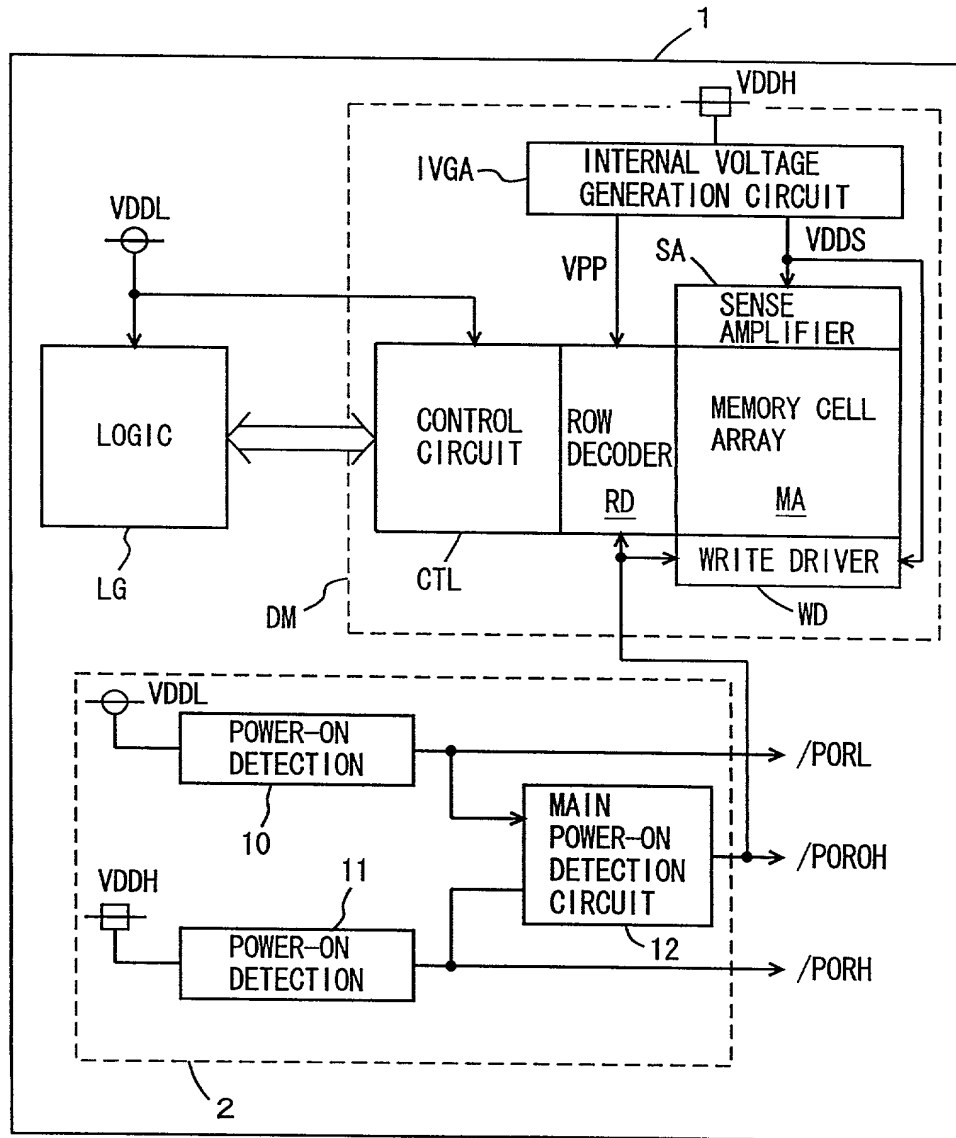 1
VDDH
IVGA
INTERNAL VOLTAGE
GENERATION CIRCUIT
VDDL
VPP
SA
VDDS
SENSE
AMPLIFIER
LOGIC
CONTROL
CIRCUIT
ROW
DECODER
RD
MEMORY CELL
ARRAY
MA
WRITE DRIVER
LG
DM
CTL
WD
VDDL
POWER-ON
DETECTION
10
/PORL
MAIN
POWER-ON
DETECTION
CIRCUIT
12
/POROH
VDDH
11
POWER-ON
DETECTION
/PORH
2